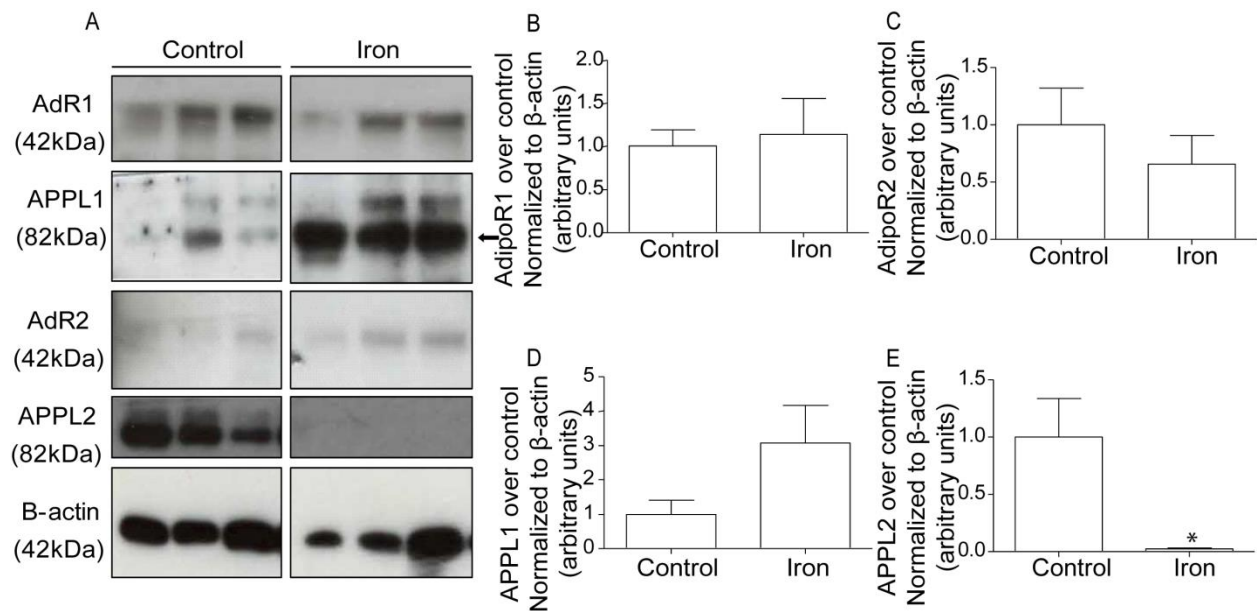 A
Control
Iron
AdR1
(42kDa)
APPL1
(82kDa)
AdR2
(42kDa)
APPL2
(82kDa)
B-actin
(42kDa)
B
AdipoR1 over control
Normalized to β-actin
(arbitrary units)
2.0
1.5
1.0
0.5
0.0
Control
Iron
C
AdipoR2 over control
Normalized to β-actin
(arbitrary units)
1.5
1.0
0.5
0.0
Control
Iron
D
APPL1 over control
Normalized to β-actin
(arbitrary units)
5
4
3
2
1
0
Control
Iron
E
APPL2 over control
Normalized to β-actin
(arbitrary units)
1.5
1.0
0.5
0.0
*
Control
Iron